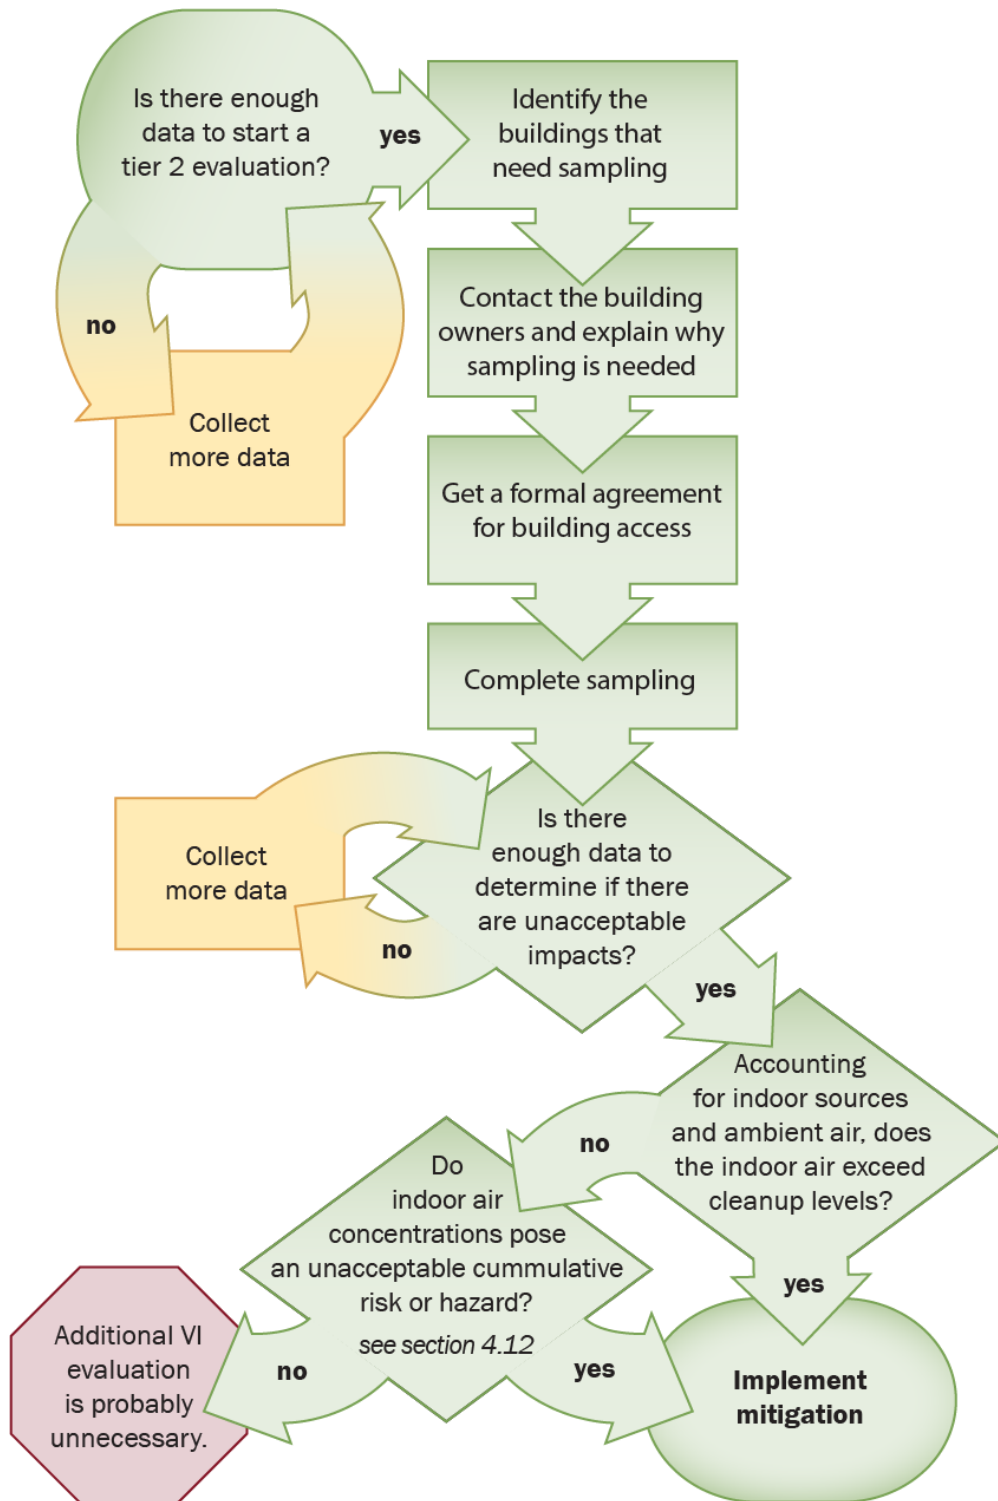 Is there enough
data to start a
tier 2 evaluation?
yes
no
Collect
more data
Identify the
buildings that
need sampling
Contact the building
owners and explain why
sampling is needed
Get a formal agreement
for building access
Complete sampling
Is there
enough data to
determine if there
are unacceptable
impacts?
no
Collect
more data
yes
Accounting
for indoor sources
and ambient air, does
the indoor air exceed
cleanup levels?
no
yes
Do
indoor air
concentrations pose
an unacceptable cummulative
risk or hazard?
see section 4.12
no
yes
Additional VI
evaluation
is probably
unnecessary.
Implement
mitigation